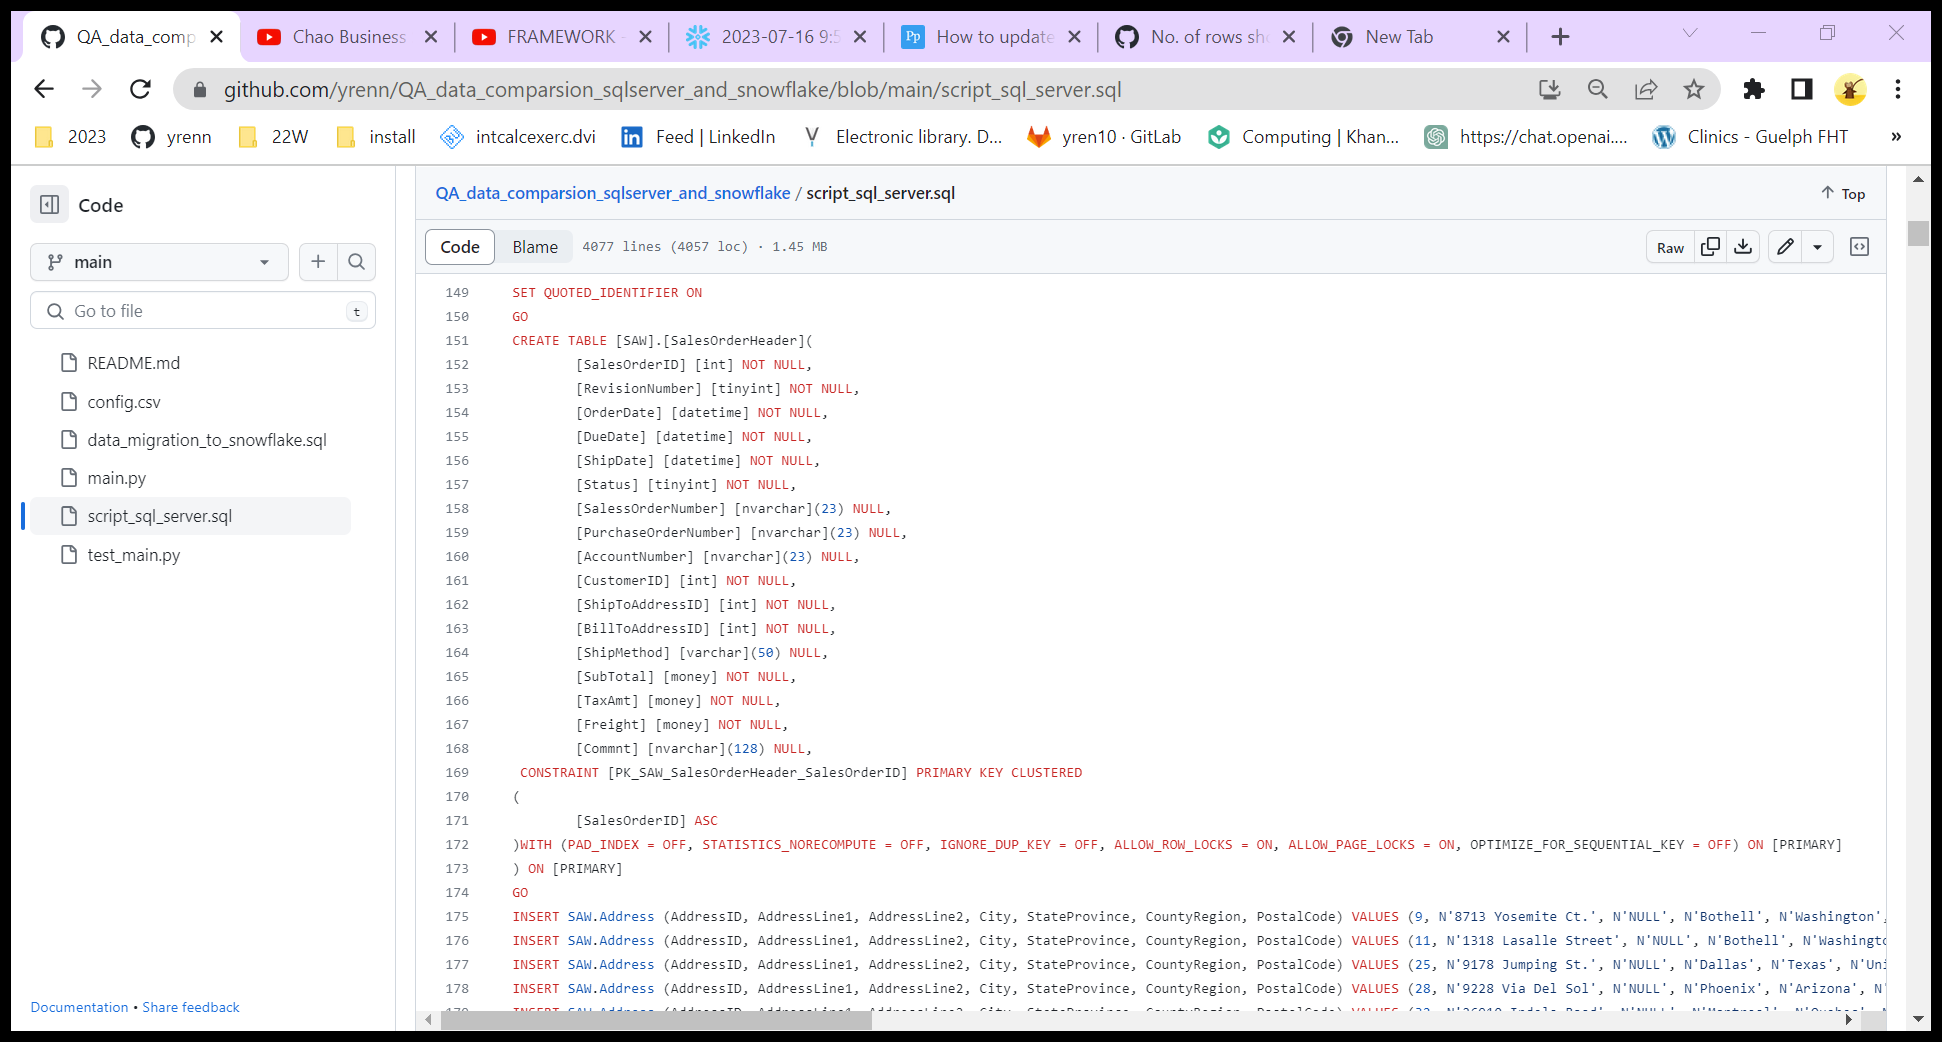 QA_data_comp
Chao Business
FRAMEWORK -
2023-07-16 9:5
Pp
How to update
No. of rows sh
New Tab
github.com/yrenn/QA_data_comparsion_sqlserver_and_snowflake/blob/main/script_sql_server.sql
2023
yrenn
22W
install
intcalcexerc.dvi
in
Feed | LinkedIn
Electronic library. D...
yren10 · GitLab
Computing | Khan...
https://chat.openai....
Clinics - Guelph FHT
»
Code
main
Go to file
t
README.md
config.csv
data_migration_to_snowflake.sql
main.py
script_sql_server.sql
test_main.py
Documentation • Share feedback
QA_data_comparsion_sqlserver_and_snowflake / script_sql_server.sql
Top
Code
Blame
4077 lines (4057 loc) · 1.45 MB
Raw
149 SET QUOTED_IDENTIFIER ON
150 GO
151 CREATE TABLE [SAW].[SalesOrderHeader](
152 [SalesOrderID] [int] NOT NULL,
153 [RevisionNumber] [tinyint] NOT NULL,
154 [OrderDate] [datetime] NOT NULL,
155 [DueDate] [datetime] NOT NULL,
156 [ShipDate] [datetime] NOT NULL,
157 [Status] [tinyint] NOT NULL,
158 [SalessOrderNumber] [nvarchar](23) NULL,
159 [PurchaseOrderNumber] [nvarchar](23) NULL,
160 [AccountNumber] [nvarchar](23) NULL,
161 [CustomerID] [int] NOT NULL,
162 [ShipToAddressID] [int] NOT NULL,
163 [BillToAddressID] [int] NOT NULL,
164 [ShipMethod] [varchar](50) NULL,
165 [SubTotal] [money] NOT NULL,
166 [TaxAmt] [money] NOT NULL,
167 [Freight] [money] NOT NULL,
168 [Commnt] [nvarchar](128) NULL,
169 CONSTRAINT [PK_SAW_SalesOrderHeader_SalesOrderID] PRIMARY KEY CLUSTERED
170 (
171 [SalesOrderID] ASC
172 )WITH (PAD_INDEX = OFF, STATISTICS_NORECOMPUTE = OFF, IGNORE_DUP_KEY = OFF, ALLOW_ROW_LOCKS = ON, ALLOW_PAGE_LOCKS = ON, OPTIMIZE_FOR_SEQUENTIAL_KEY = OFF) ON [PRIMARY]
173 ) ON [PRIMARY]
174 GO
175 INSERT SAW.Address (AddressID, AddressLine1, AddressLine2, City, StateProvince, CountyRegion, PostalCode) VALUES (9, N'8713 Yosemite Ct.', N'NULL', N'Bothell', N'Washington',
176 INSERT SAW.Address (AddressID, AddressLine1, AddressLine2, City, StateProvince, CountyRegion, PostalCode) VALUES (11, N'1318 Lasalle Street', N'NULL', N'Bothell', N'Washingto
177 INSERT SAW.Address (AddressID, AddressLine1, AddressLine2, City, StateProvince, CountyRegion, PostalCode) VALUES (25, N'9178 Jumping St.', N'NULL', N'Dallas', N'Texas', N'Uni
178 INSERT SAW.Address (AddressID, AddressLine1, AddressLine2, City, StateProvince, CountyRegion, PostalCode) VALUES (28, N'9228 Via Del Sol', N'NULL', N'Phoenix', N'Arizona', N'